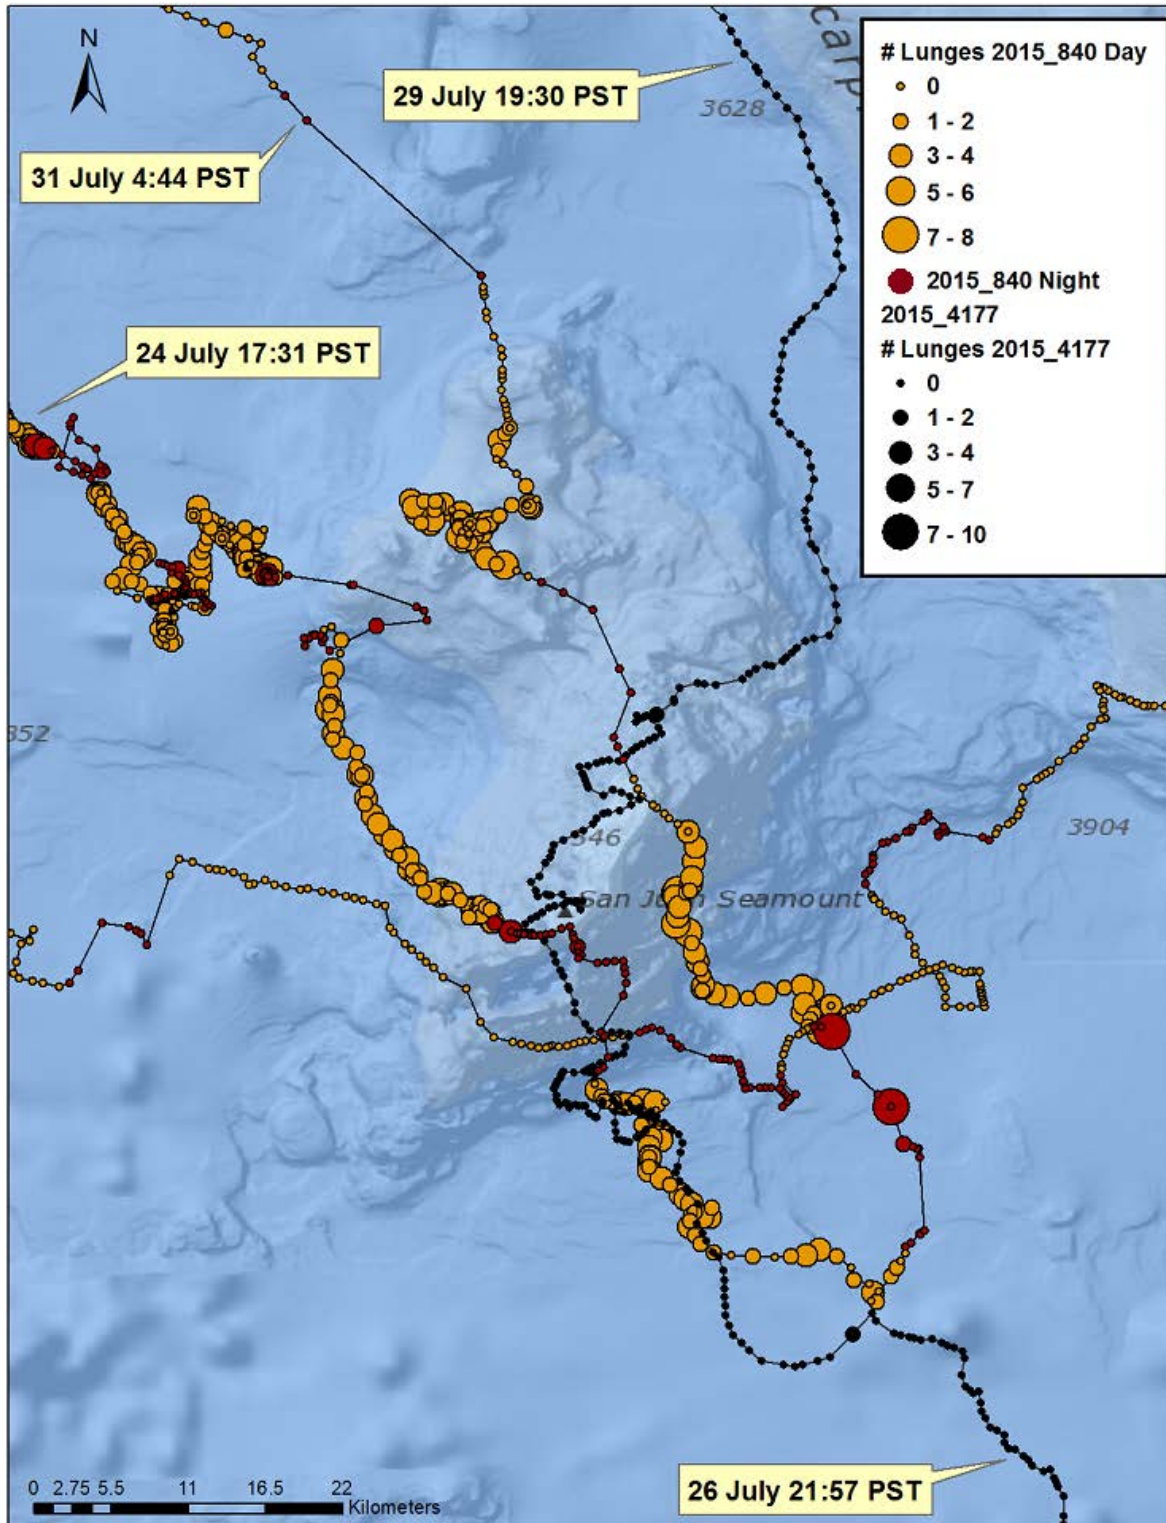 N
29 July 19:30 PST
31 July 4:44 PST
24 July 17:31 PST
3628
# Lunges 2015_840 Day
0
1 - 2
3 - 4
5 - 6
7 - 8
2015_840 Night
2015_4177
# Lunges 2015_4177
0
1 - 2
3 - 4
5 - 7
7 - 10
3904
San Juan Seamount
26 July 21:57 PST
0 2.75 5.5 11 16.5 22
Kilometers